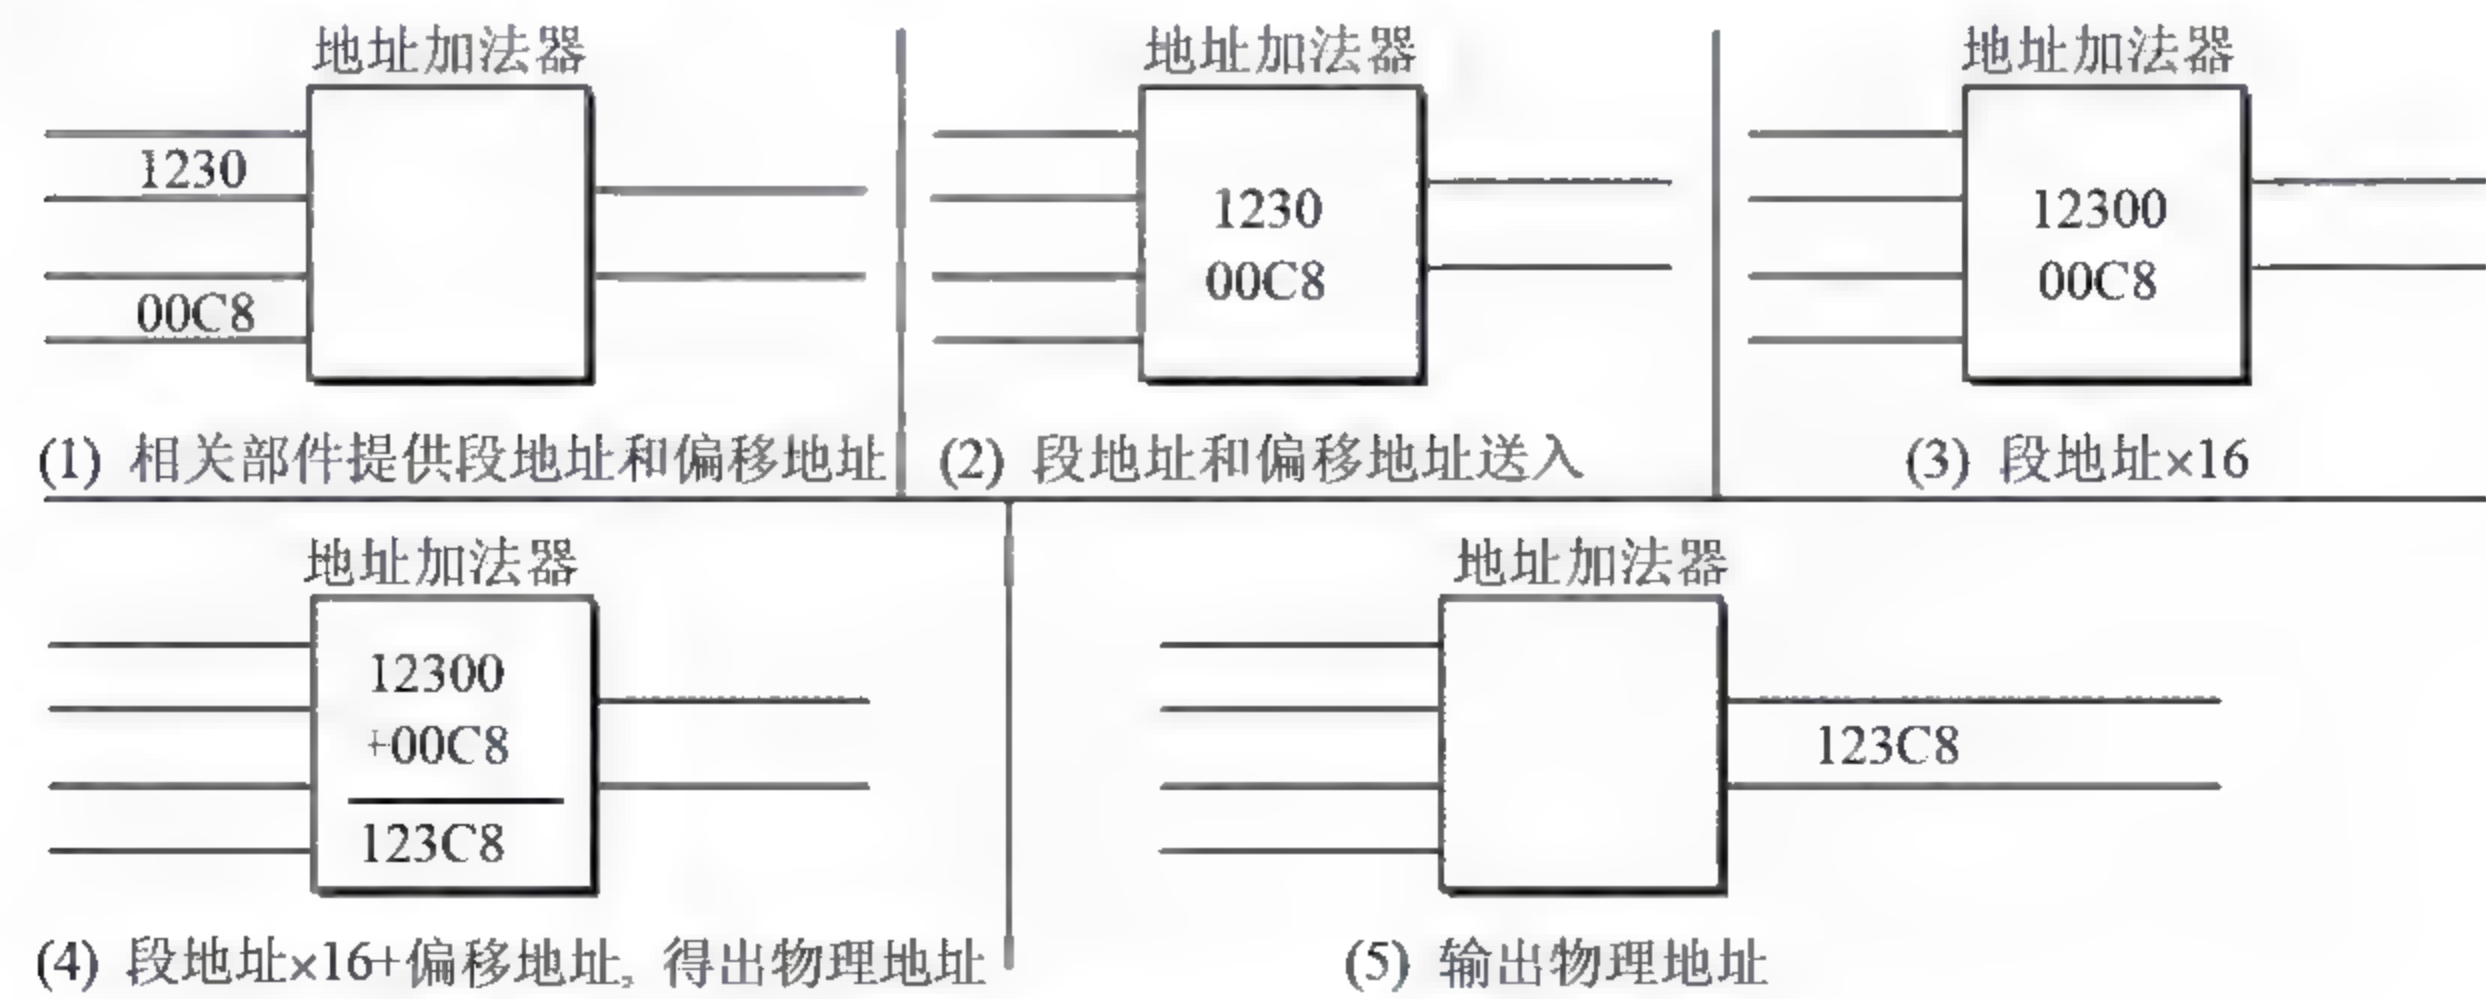 地址加法器
1230
00C8
(1) 相关部件提供段地址和偏移地址
地址加法器
1230
00C8
(2) 段地址和偏移地址送入
地址加法器
12300
00C8
(3) 段地址×16
地址加法器
12300
+00C8
123C8
(4) 段地址×16+偏移地址, 得出物理地址
地址加法器
123C8
(5) 输出物理地址